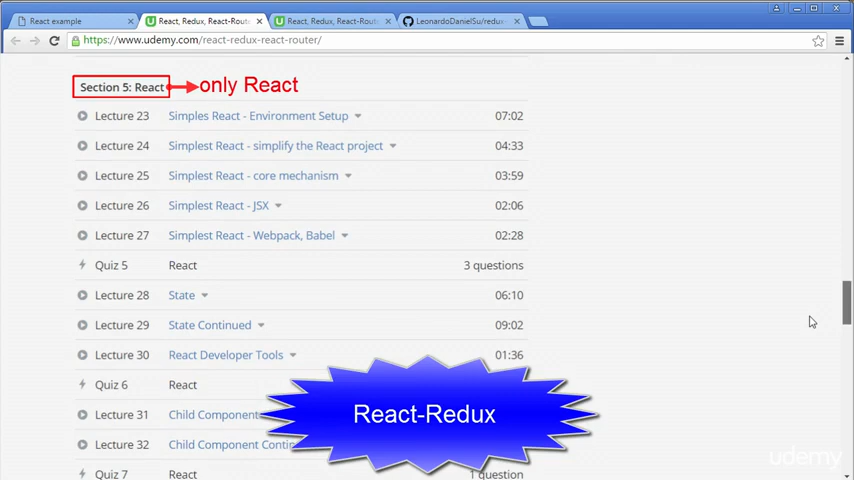 React example
React, Redux, React-Rout
React, Redux, React-Rout
LeonardoDanielSu/redux-
https://www.udemy.com/react-redux-react-router/
Section 5: React
only React
Lecture 23 Simples React - Environment Setup 07:02
Lecture 24 Simplest React - simplify the React project 04:33
Lecture 25 Simplest React - core mechanism 03:59
Lecture 26 Simplest React - JSX 02:06
Lecture 27 Simplest React - Webpack, Babel 02:28
Quiz 5 React 3 questions
Lecture 28 State 06:10
Lecture 29 State Continued 09:02
Lecture 30 React Developer Tools 01:36
Quiz 6 React
Lecture 31 Child Component
React-Redux
Lecture 32 Child Component Contin
udemy
Quiz 7 React 1 question